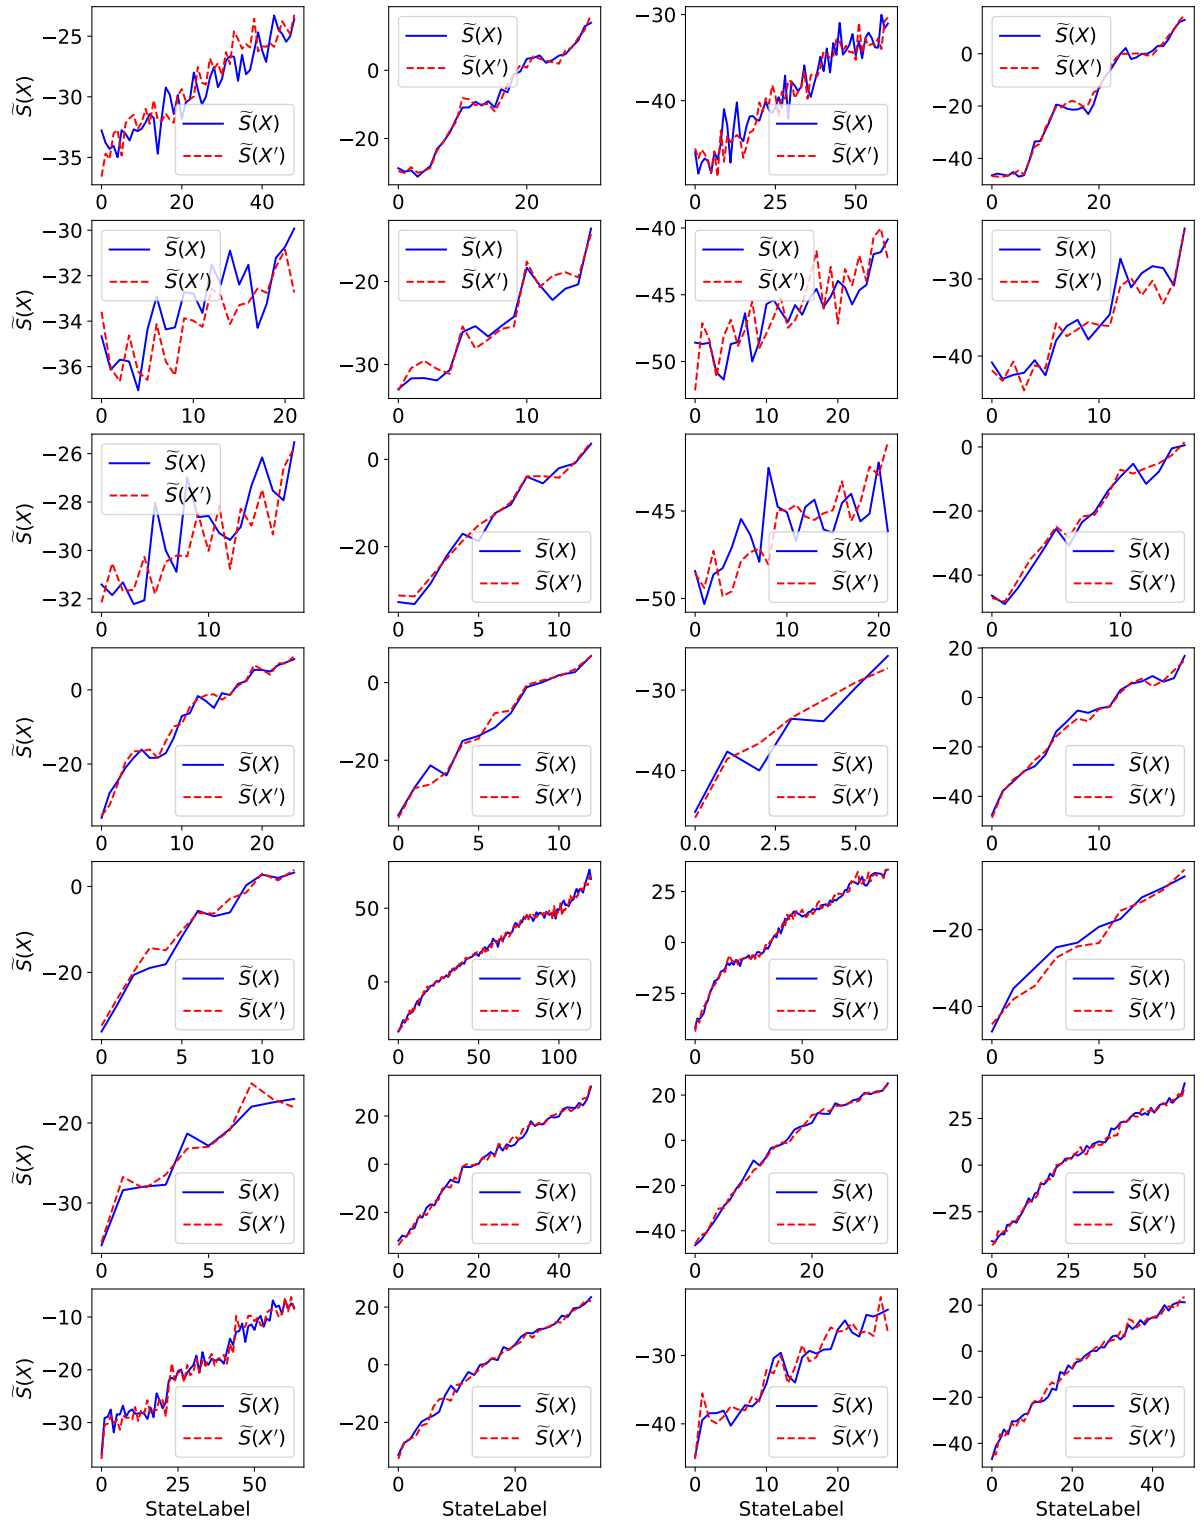 −25
−30
−35
0 20 40
S̃(X)
S̃(X)
S̃(X′)
0
−20
0 10 20
S̃(X)
S̃(X′)
−30
−40
0 25 50
S̃(X)
S̃(X′)
0
−20
−40
0 20
S̃(X)
S̃(X′)
−30
−32
−34
−36
0 10 20
S̃(X)
S̃(X)
S̃(X′)
−20
−30
0 10
S̃(X)
S̃(X′)
−40
−45
−50
0 10 20
S̃(X)
S̃(X′)
−30
−40
0 10
S̃(X)
S̃(X′)
−26
−28
−30
−32
0 10
S̃(X)
S̃(X)
S̃(X′)
0
−20
0 5 10
S̃(X)
S̃(X′)
−45
−50
0 10 20
S̃(X)
S̃(X′)
0
−20
−40
0 10
S̃(X)
S̃(X′)
0
−20
0 10 20
S̃(X)
S̃(X)
S̃(X′)
0
−20
0 5 10
S̃(X)
S̃(X′)
−30
−40
0.0 2.5 5.0
S̃(X)
S̃(X′)
20
0
−20
−40
0 10
S̃(X)
S̃(X′)
0
−20
0 5 10
S̃(X)
S̃(X)
S̃(X′)
50
0
0 50 100
S̃(X)
S̃(X′)
25
0
−25
0 50
S̃(X)
S̃(X′)
−20
−40
0 5
S̃(X)
S̃(X′)
−20
−30
0 5
S̃(X)
S̃(X)
S̃(X′)
20
0
−20
0 20 40
S̃(X)
S̃(X′)
20
0
−20
−40
0 20
S̃(X)
S̃(X′)
25
0
−25
0 25 50
S̃(X)
S̃(X′)
−10
−20
−30
0 25 50
S̃(X)
StateLabel
S̃(X)
S̃(X′)
20
0
−20
0 20
StateLabel
S̃(X)
S̃(X′)
−30
−40
0 10 20
StateLabel
S̃(X)
S̃(X′)
20
0
−20
−40
0 20 40
StateLabel
S̃(X)
S̃(X′)